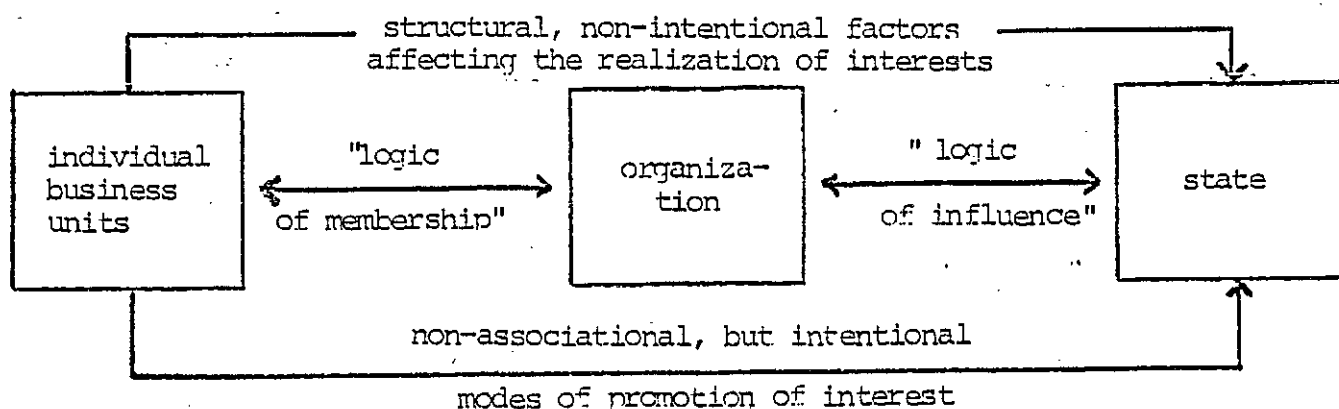 structural, non-intentional factors
affecting the realization of interests
individual
business
units
"logic
of membership"
organiza-
tion
" logic
of influence"
state
non-associational, but intentional
modes of promotion of interest